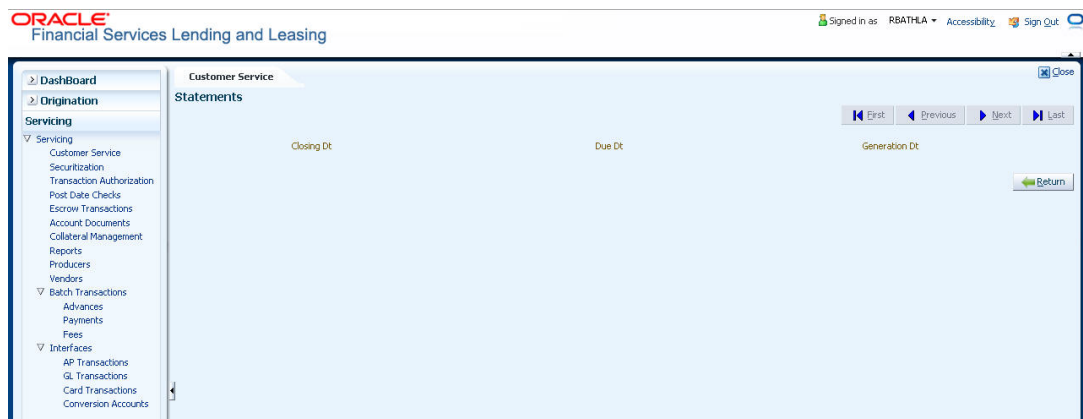 ORACLE
Financial Services Lending and Leasing
Signed in as RBATHLA Accessibility Sign Out
Close
DashBoard
Origination
Servicing
Servicing
Customer Service
Securitization
Transaction Authorization
Post Date Checks
Escrow Transactions
Account Documents
Collateral Management
Reports
Producers
Vendors
Batch Transactions
Advances
Payments
Fees
Interfaces
AP Transactions
GL Transactions
Card Transactions
Conversion Accounts
Customer Service
Statements
First Previous Next Last
Closing Dt Due Dt Generation Dt
Return